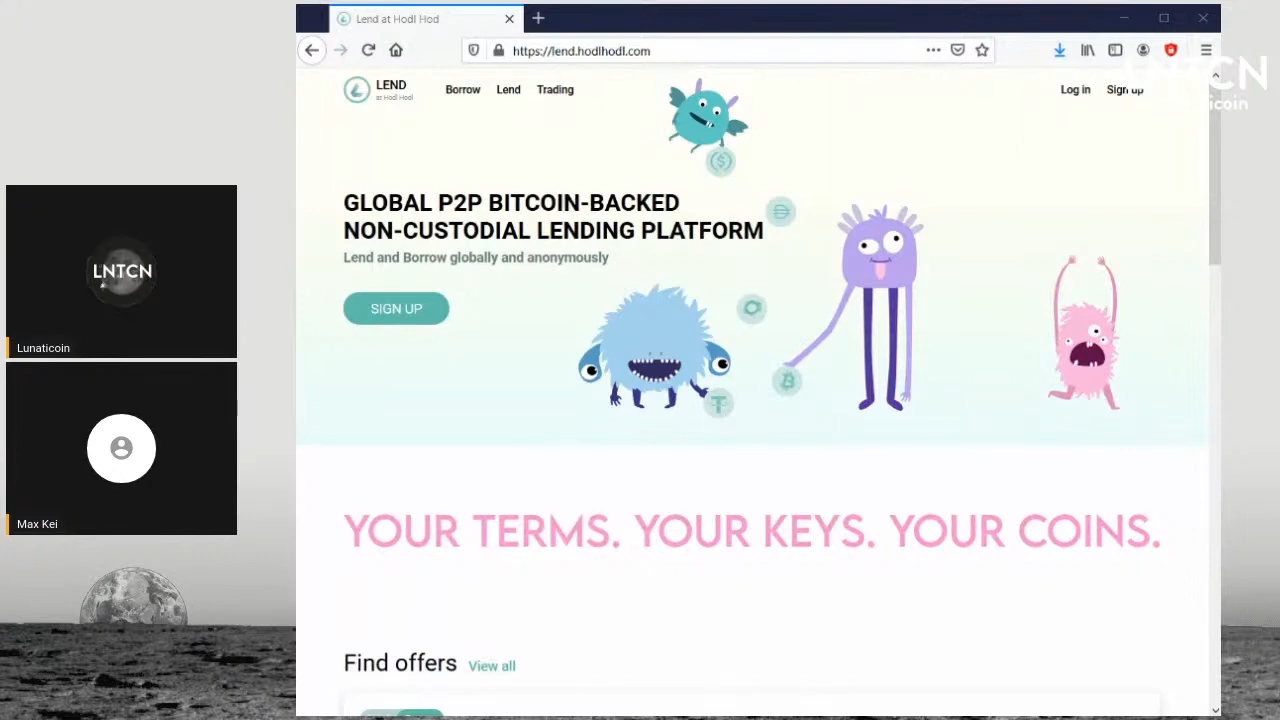 Lend at Hodl Hod
https://lend.hodlhodl.com
LNTCN
LEND
at Hodl Hodl
Borrow
Lend
Trading
Log in
Sign up
GLOBAL P2P BITCOIN-BACKED
NON-CUSTODIAL LENDING PLATFORM
Lend and Borrow globally and anonymously
SIGN UP
LNTCN
Lunaticoin
Max Kei
YOUR TERMS. YOUR KEYS. YOUR COINS.
Find offers View all